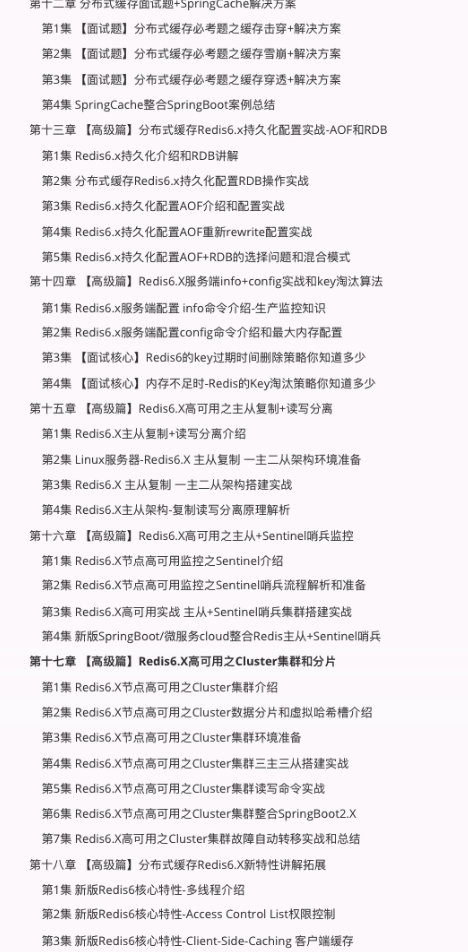 第十二章 分布式缓存面试题+SpringCache解决方案
第1集 【面试题】分布式缓存必考题之缓存击穿+解决方案
第2集 【面试题】分布式缓存必考题之缓存雪崩+解决方案
第3集 【面试题】分布式缓存必考题之缓存穿透+解决方案
第4集 SpringCache整合SpringBoot案例总结
第十三章 【高级篇】分布式缓存Redis6.x持久化配置实战-AOF和RDB
第1集 Redis6.x持久化介绍和RDB讲解
第2集 分布式缓存Redis6.x持久化配置RDB操作实战
第3集 Redis6.x持久化配置AOF介绍和配置实战
第4集 Redis6.x持久化配置AOF重新rewrite配置实战
第5集 Redis6.x持久化配置AOF+RDB的选择问题和混合模式
第十四章 【高级篇】Redis6.X服务端info+config实战和key淘汰算法
第1集 Redis6.x服务端配置 info命令介绍-生产监控知识
第2集 Redis6.x服务端配置config命令介绍和最大内存配置
第3集 【面试核心】Redis6的key过期时间删除策略你知道多少
第4集 【面试核心】内存不足时-Redis的Key淘汰策略你知道多少
第十五章 【高级篇】Redis6.X高可用之主从复制+读写分离
第1集 Redis6.X主从复制+读写分离介绍
第2集 Linux服务器-Redis6.X 主从复制 一主二从架构环境准备
第3集 Redis6.X 主从复制 一主二从架构搭建实战
第4集 Redis6.X主从架构-复制读写分离原理解析
第十六章 【高级篇】Redis6.X高可用之主从+Sentinel哨兵监控
第1集 Redis6.X节点高可用监控之Sentinel介绍
第2集 Redis6.X节点高可用监控之Sentinel哨兵流程解析和准备
第3集 Redis6.X高可用实战 主从+Sentinel哨兵集群搭建实战
第4集 新版SpringBoot/微服务cloud整合Redis主从+Sentinel哨兵
第十七章 【高级篇】Redis6.X高可用之Cluster集群和分片
第1集 Redis6.X节点高可用之Cluster集群介绍
第2集 Redis6.X节点高可用之Cluster数据分片和虚拟哈希槽介绍
第3集 Redis6.X节点高可用之Cluster集群环境准备
第4集 Redis6.X节点高可用之Cluster集群三主三从搭建实战
第5集 Redis6.X节点高可用之Cluster集群读写命令实战
第6集 Redis6.X节点高可用之Cluster集群整合SpringBoot2.X
第7集 Redis6.X高可用之Cluster集群故障自动转移实战和总结
第十八章 【高级篇】分布式缓存Redis6.X新特性讲解拓展
第1集 新版Redis6核心特性-多线程介绍
第2集 新版Redis6核心特性-Access Control List权限控制
第3集 新版Redis6核心特性-Client-Side-Caching 客户端缓存